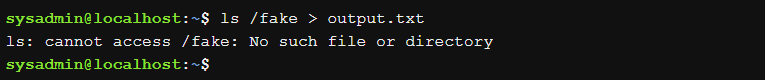 sysadmin@localhost:~$ ls /fake > output.txt
ls: cannot access /fake: No such file or directory
sysadmin@localhost:~$